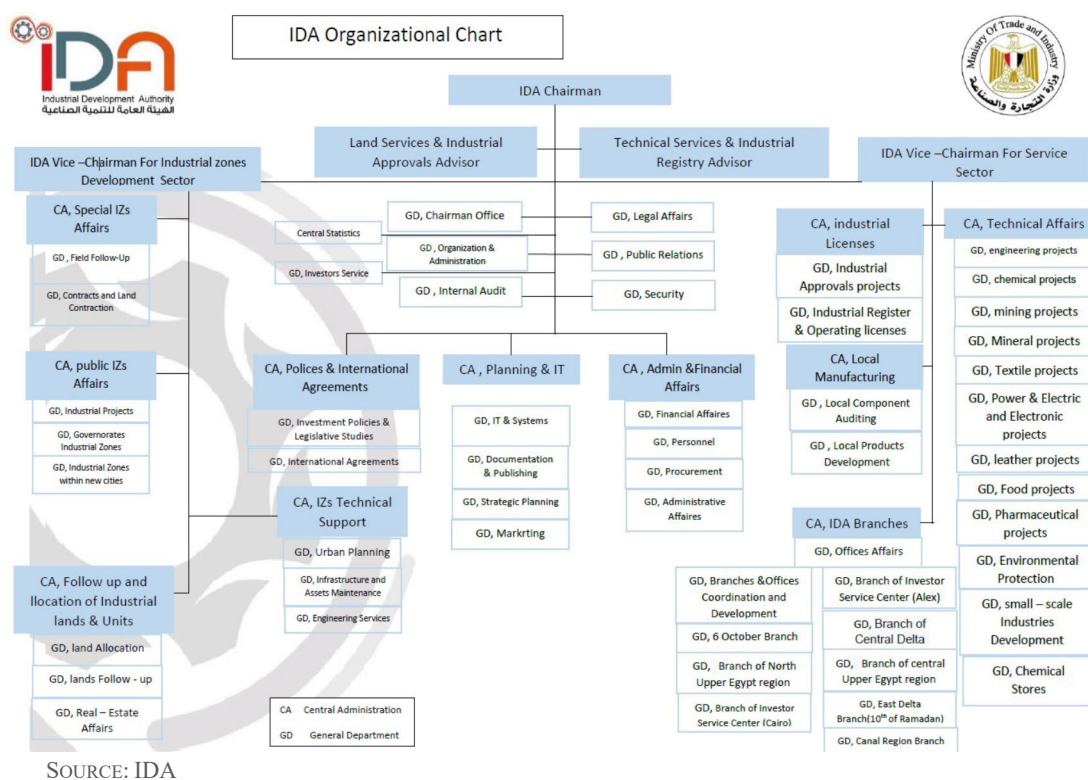 IDA
Industrial Development Authority
الهيئة العامة للتنمية الصناعية
IDA Organizational Chart
Ministry Of Trade and Industry
وزارة التجارة والصناعة
IDA Chairman
Land Services & Industrial
Approvals Advisor
Technical Services & Industrial
Registry Advisor
IDA Vice –Chairman For Industrial zones
Development Sector
IDA Vice –Chairman For Service
Sector
CA, Special IZs
Affairs
GD , Field Follow-Up
GD, Contracts and Land
Contraction
CA, public IZs
Affairs
GD, Industrial Projects
GD, Governorates
Industrial Zones
GD, Industrial Zones
within new cities
CA, Follow up and
llocation of Industrial
lands & Units
GD, land Allocation
GD, lands Follow - up
GD, Real – Estate
Affairs
Central Statistics
GD, Investors Service
GD, Chairman Office
GD , Organization &
Administration
GD , Internal Audit
GD, Legal Affairs
GD , Public Relations
GD, Security
CA, Polices & International
Agreements
GD, Investment Policies &
Legislative Studies
GD, International Agreements
CA, IZs Technical
Support
GD, Urban Planning
GD, Infrastructure and
Assets Maintenance
GD, Engineering Services
CA , Planning & IT
GD, IT & Systems
GD, Documentation
& Publishing
GD, Strategic Planning
GD, Markrting
CA , Admin &Financial
Affairs
GD, Financial Affaires
GD, Personnel
GD, Procurement
GD, Administrative
Affaires
CA, industrial
Licenses
GD, Industrial
Approvals projects
GD, Industrial Register
& Operating licenses
CA, Local
Manufacturing
GD , Local Component
Auditing
GD , Local Products
Development
CA, IDA Branches
GD, Offices Affairs
GD, Branches &Offices
Coordination and
Development
GD, 6 October Branch
GD, Branch of North
Upper Egypt region
GD, Branch of Investor
Service Center (Cairo)
GD, Branch of Investor
Service Center (Alex)
GD, Branch of
Central Delta
GD, Branch of central
Upper Egypt region
GD, East Delta
Branch(10th of Ramadan)
GD, Canal Region Branch
CA, Technical Affairs
GD, engineering projects
GD, chemical projects
GD, mining projects
GD, Mineral projects
GD, Textile projects
GD, Power & Electric
and Electronic
projects
GD, leather projects
GD, Food projects
GD, Pharmaceutical
projects
GD, Environmental
Protection
GD, small – scale
Industries
Development
GD, Chemical
Stores
CA Central Administration
GD General Department
SOURCE: IDA